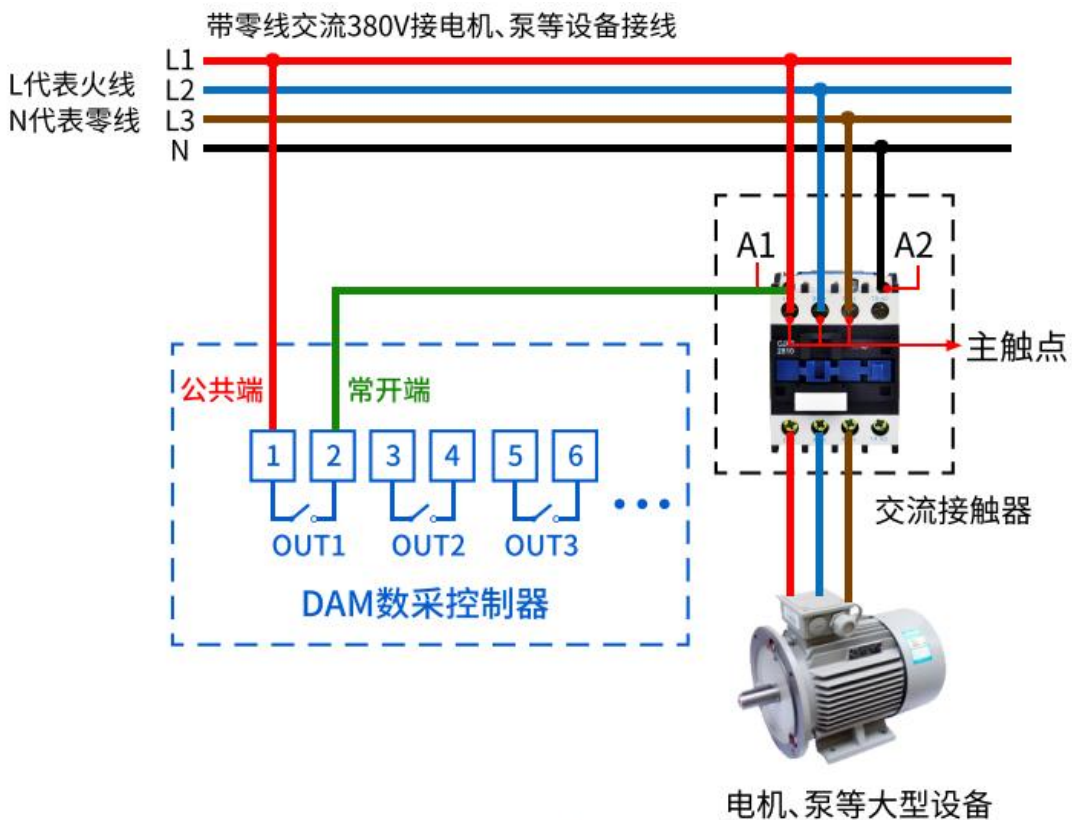 带零线交流380V接电机、泵等设备接线
L代表火线
N代表零线
L1
L2
L3
N
A1
A2
主触点
公共端
常开端
1 2 3 4 5 6
OUT1 OUT2 OUT3
DAM数采控制器
交流接触器
电机、泵等大型设备